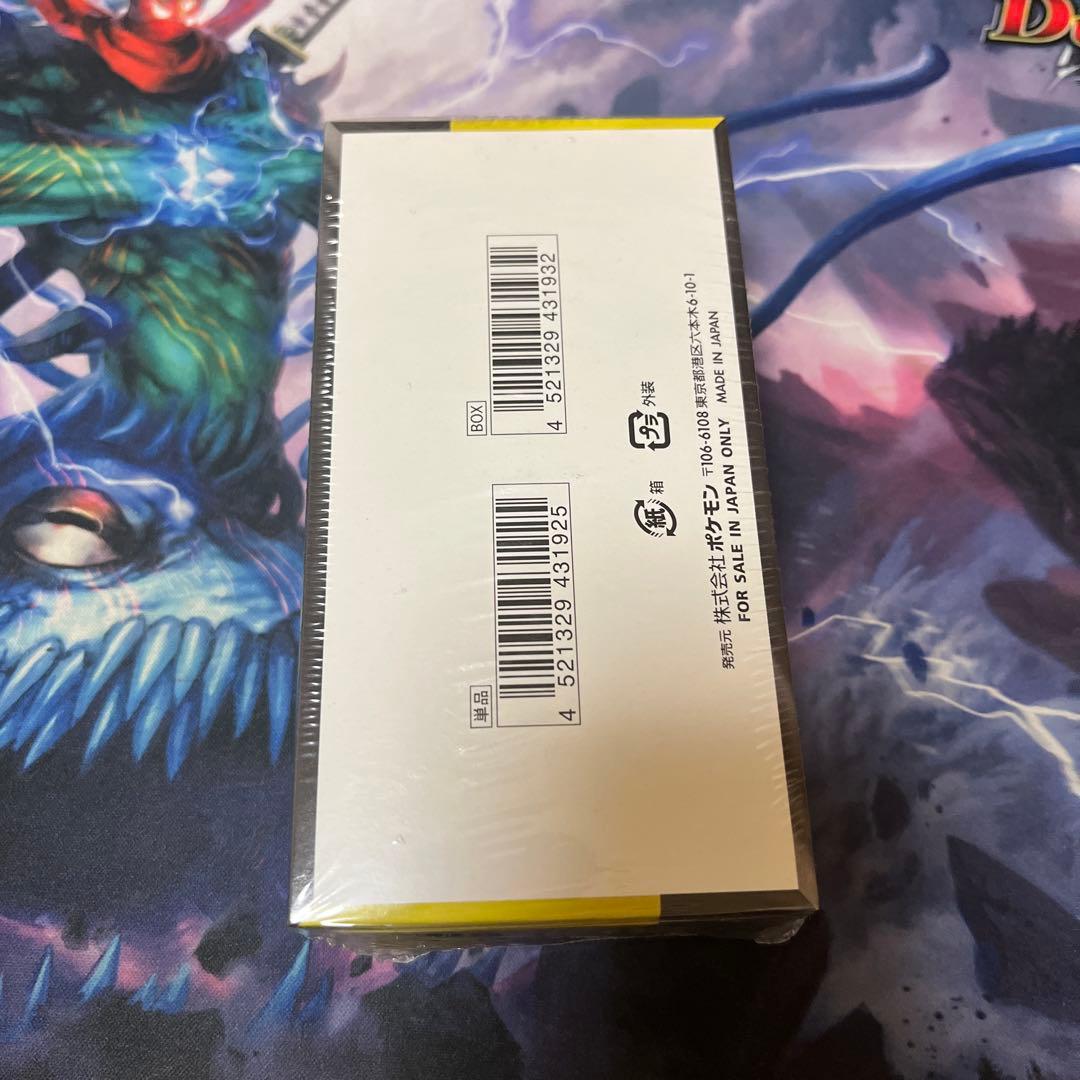 単品
4 521329 431925
BOX
4 521329 431932
紙 箱
プラ 外装
発売元 株式会社ポケモン 〒106-6108 東京都港区六本木6-10-1
FOR SALE IN JAPAN ONLY MADE IN JAPAN